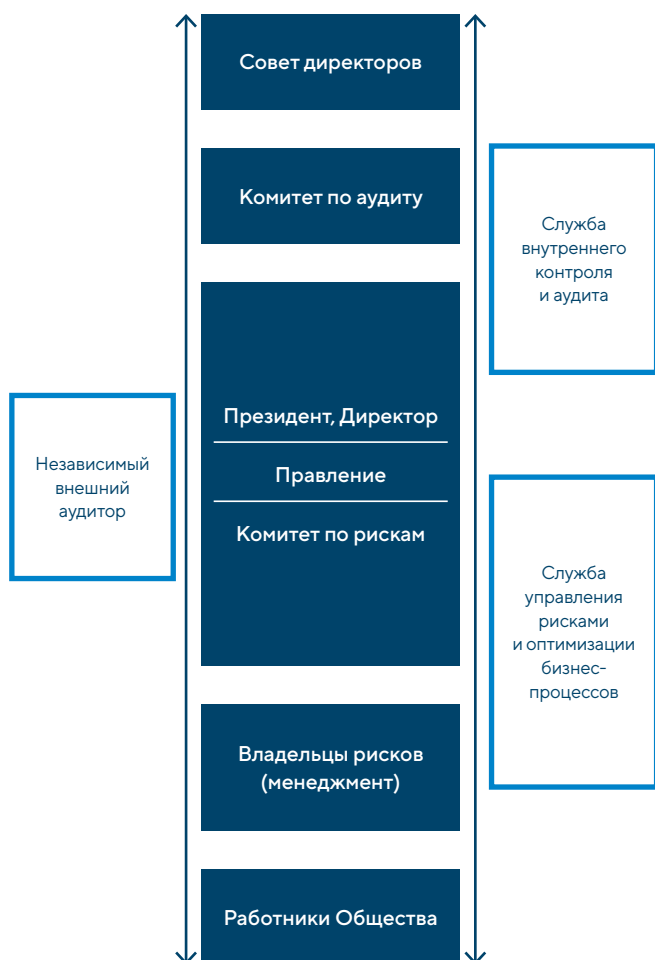 Совет директоров
Комитет по аудиту
Служба
внутреннего
контроля
и аудита
Президент, Директор
Правление
Комитет по рискам
Независимый
внешний
аудитор
Служба
управления
рисками
и оптимизации
бизнес-
процессов
Владельцы рисков
(менеджмент)
Работники Общества